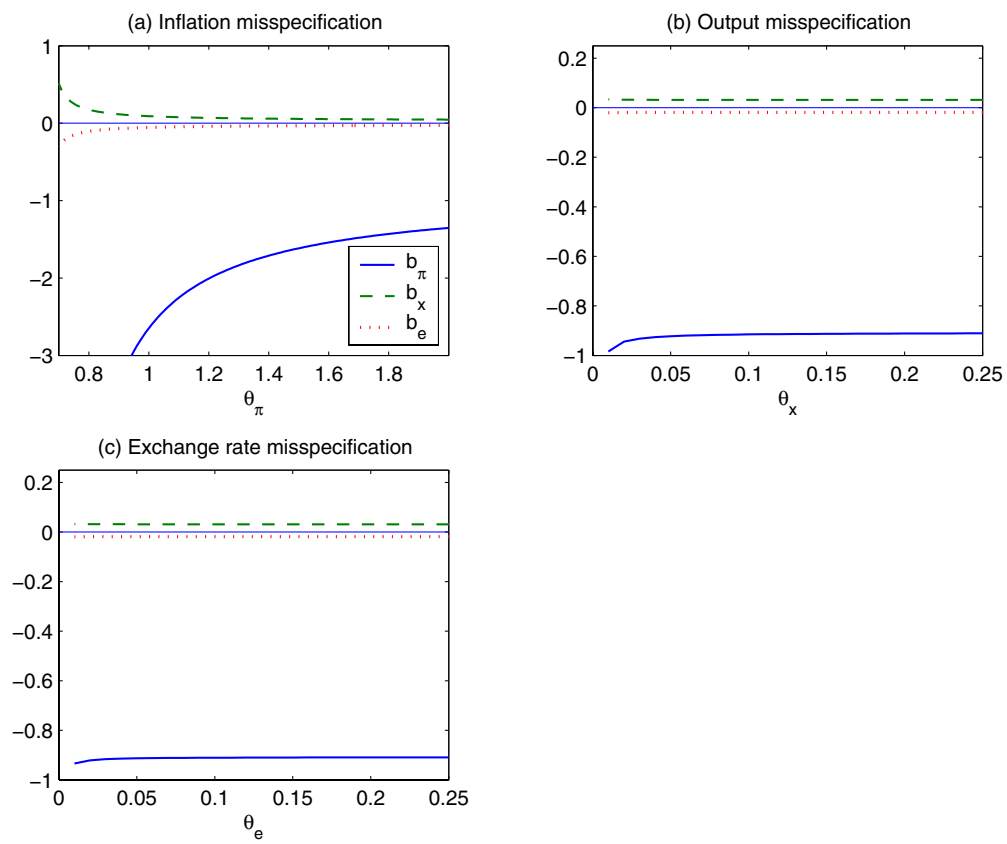 (a) Inflation misspecification
1
0
−1
−2
−3
0.8 1 1.2 1.4 1.6 1.8
θ_π
b_π
b_x
b_e
(b) Output misspecification
0.2
0
−0.2
−0.4
−0.6
−0.8
−1
0 0.05 0.1 0.15 0.2 0.25
θ_x
(c) Exchange rate misspecification
0.2
0
−0.2
−0.4
−0.6
−0.8
−1
0 0.05 0.1 0.15 0.2 0.25
θ_e